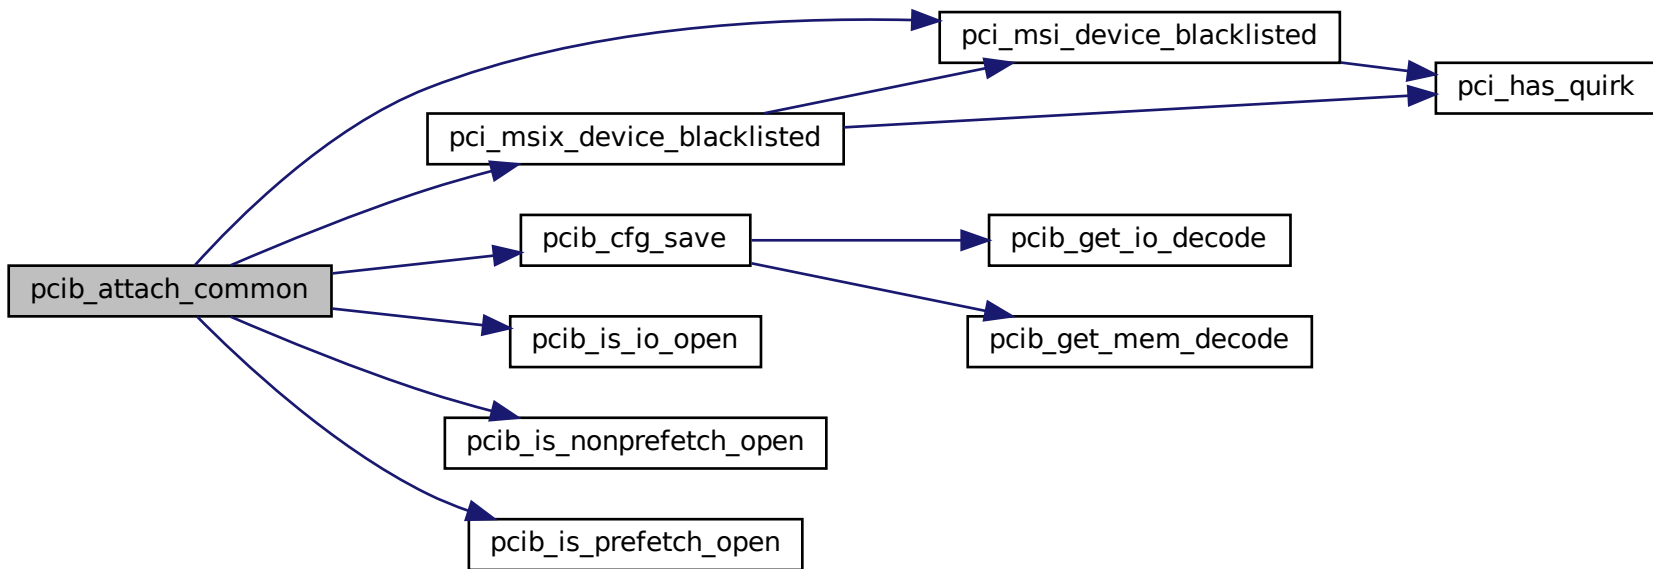 pci_msi_device_blacklisted
pci_has_quirk
pci_msix_device_blacklisted
pcib_cfg_save
pcib_get_io_decode
pcib_attach_common
pcib_is_io_open
pcib_get_mem_decode
pcib_is_nonprefetch_open
pcib_is_prefetch_open